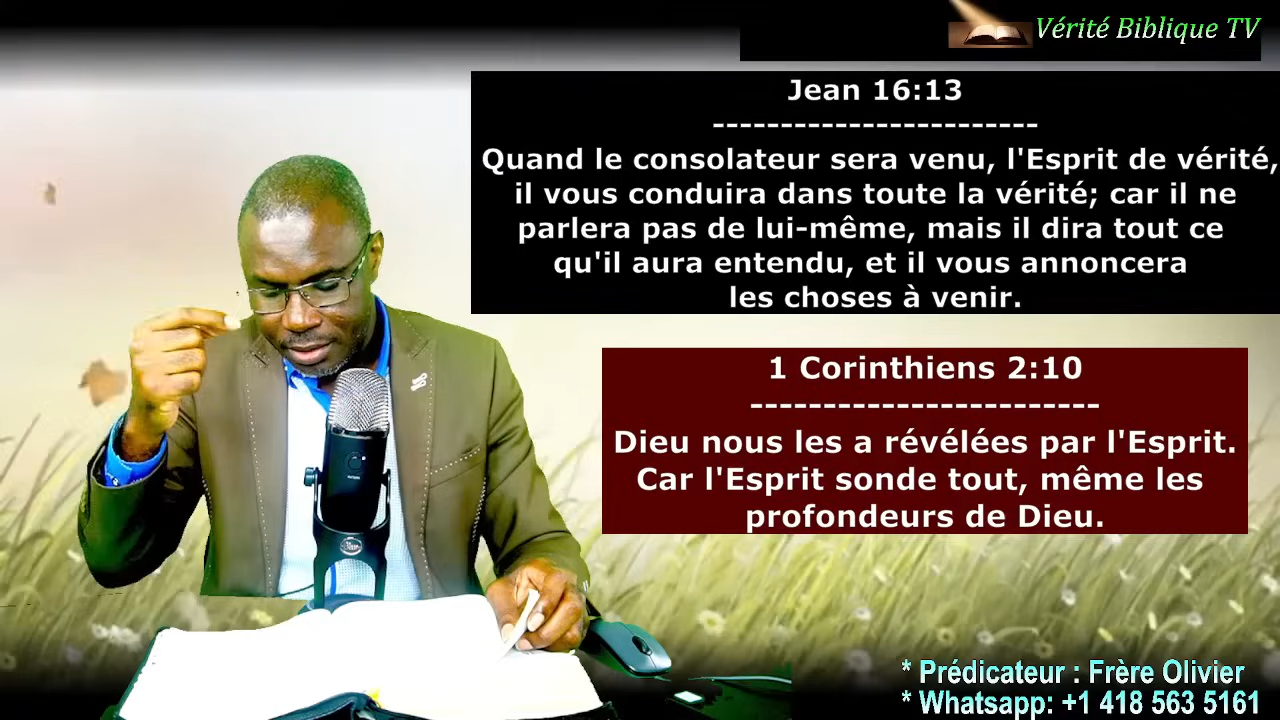 Vérité Biblique TV
Jean 16:13
------------------------
Quand le consolateur sera venu, l'Esprit de vérité,
il vous conduira dans toute la vérité; car il ne
parlera pas de lui-même, mais il dira tout ce
qu'il aura entendu, et il vous annoncera
les choses à venir.
1 Corinthiens 2:10
-------------------------
Dieu nous les a révélées par l'Esprit.
Car l'Esprit sonde tout, même les
profondeurs de Dieu.
* Prédicateur : Frère Olivier
* Whatsapp: +1 418 563 5161